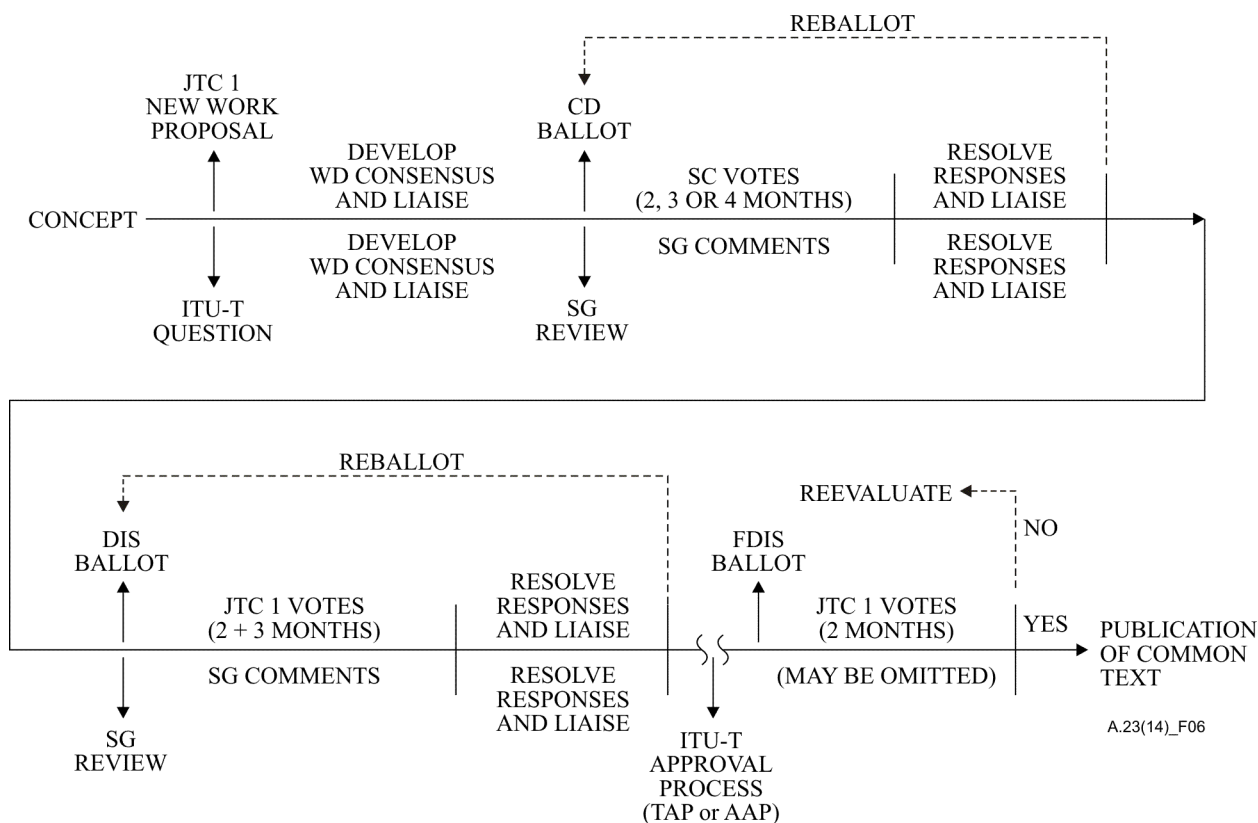 REBALLOT
JTC 1
NEW WORK
PROPOSAL
CD
BALLOT
DEVELOP
WD CONSENSUS
AND LIAISE
SC VOTES
(2, 3 OR 4 MONTHS)
RESOLVE
RESPONSES
AND LIAISE
CONCEPT
DEVELOP
WD CONSENSUS
AND LIAISE
SG COMMENTS
RESOLVE
RESPONSES
AND LIAISE
ITU-T
QUESTION
SG
REVIEW
REBALLOT
REEVALUATE
NO
DIS
BALLOT
FDIS
BALLOT
JTC 1 VOTES
(2 + 3 MONTHS)
RESOLVE
RESPONSES
AND LIAISE
JTC 1 VOTES
(2 MONTHS)
YES
PUBLICATION
OF COMMON
TEXT
SG COMMENTS
RESOLVE
RESPONSES
AND LIAISE
(MAY BE OMITTED)
SG
REVIEW
ITU-T
APPROVAL
PROCESS
(TAP or AAP)
A.23(14)_F06